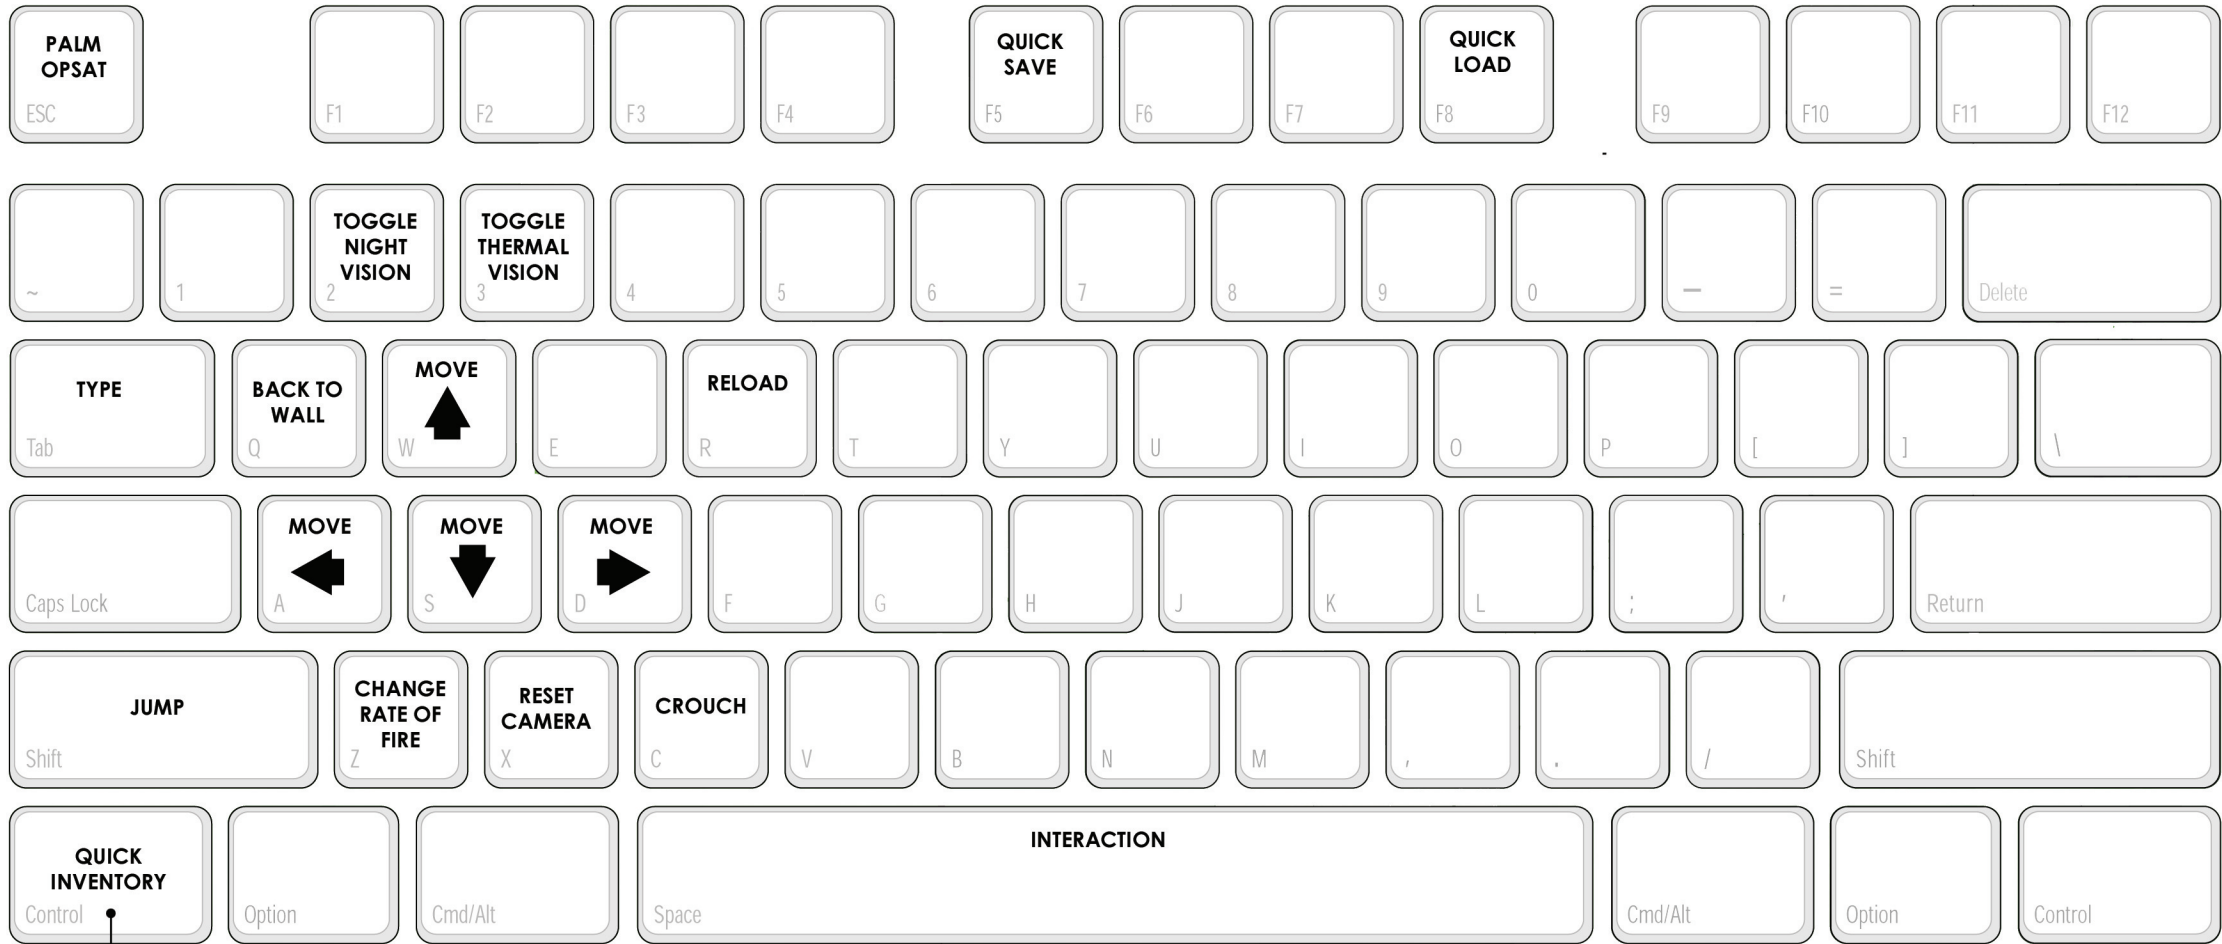 PALM
OPSAT
ESC
F1
F2
F3
F4
QUICK
SAVE
F5
F6
F7
QUICK
LOAD
F8
F9
F10
F11
F12
~
1
TOGGLE
NIGHT
VISION
2
TOGGLE
THERMAL
VISION
3
4
5
6
7
8
9
0
—
=
Delete
TYPE
Tab
BACK TO
WALL
Q
MOVE
W
E
RELOAD
R
T
Y
U
I
O
P
[
]
\
Caps Lock
MOVE
A
MOVE
S
MOVE
D
F
G
H
J
K
L
;
'
Return
JUMP
Shift
CHANGE
RATE OF
FIRE
Z
RESET
CAMERA
X
CROUCH
C
V
B
N
M
,
.
/
Shift
QUICK
INVENTORY
Control
Option
Cmd/Alt
INTERACTION
Space
Cmd/Alt
Option
Control